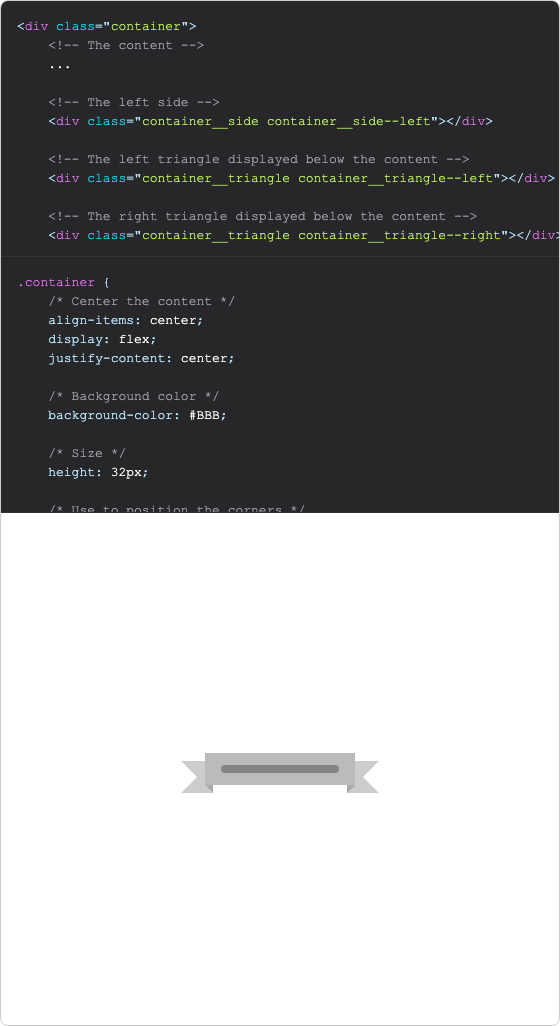 <div class="container">
    <!-- The content -->
    ...

    <!-- The left side -->
    <div class="container__side container__side--left"></div>

    <!-- The left triangle displayed below the content -->
    <div class="container__triangle container__triangle--left"></div>

    <!-- The right triangle displayed below the content -->
    <div class="container__triangle container__triangle--right"></div>

.container {
    /* Center the content */
    align-items: center;
    display: flex;
    justify-content: center;

    /* Background color */
    background-color: #BBB;

    /* Size */
    height: 32px;

    /* Use to position the corners */